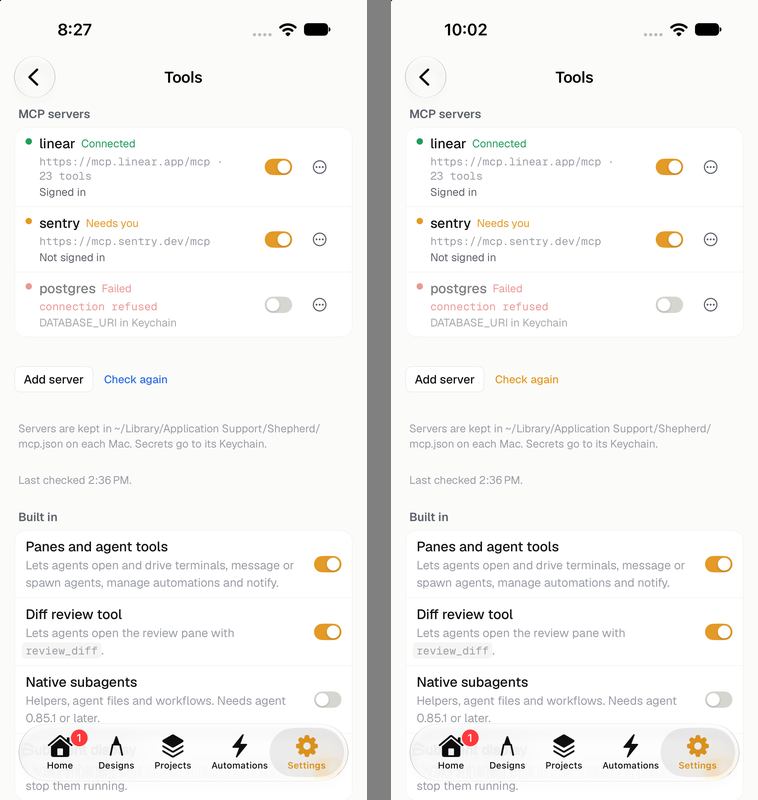 8:27
Tools
MCP servers
linear Connected
https://mcp.linear.app/mcp ·
23 tools
Signed in
sentry Needs you
https://mcp.sentry.dev/mcp
Not signed in
postgres Failed
connection refused
DATABASE_URI in Keychain
Add server Check again
Servers are kept in ~/Library/Application Support/Shepherd/
mcp.json on each Mac. Secrets go to its Keychain.
Last checked 2:36 PM.
Built in
Panes and agent tools
Lets agents open and drive terminals, message or
spawn agents, manage automations and notify.
Diff review tool
Lets agents open the review pane with
review_diff.
Native subagents
Helpers, agent files and workflows. Needs agent
0.85.1 or later.
1
Home Designs Projects Automations Settings
stop them running.
10:02
Tools
MCP servers
linear Connected
https://mcp.linear.app/mcp ·
23 tools
Signed in
sentry Needs you
https://mcp.sentry.dev/mcp
Not signed in
postgres Failed
connection refused
DATABASE_URI in Keychain
Add server Check again
Servers are kept in ~/Library/Application Support/Shepherd/
mcp.json on each Mac. Secrets go to its Keychain.
Last checked 2:36 PM.
Built in
Panes and agent tools
Lets agents open and drive terminals, message or
spawn agents, manage automations and notify.
Diff review tool
Lets agents open the review pane with
review_diff.
Native subagents
Helpers, agent files and workflows. Needs agent
0.85.1 or later.
1
Home Designs Projects Automations Settings
stop them running.